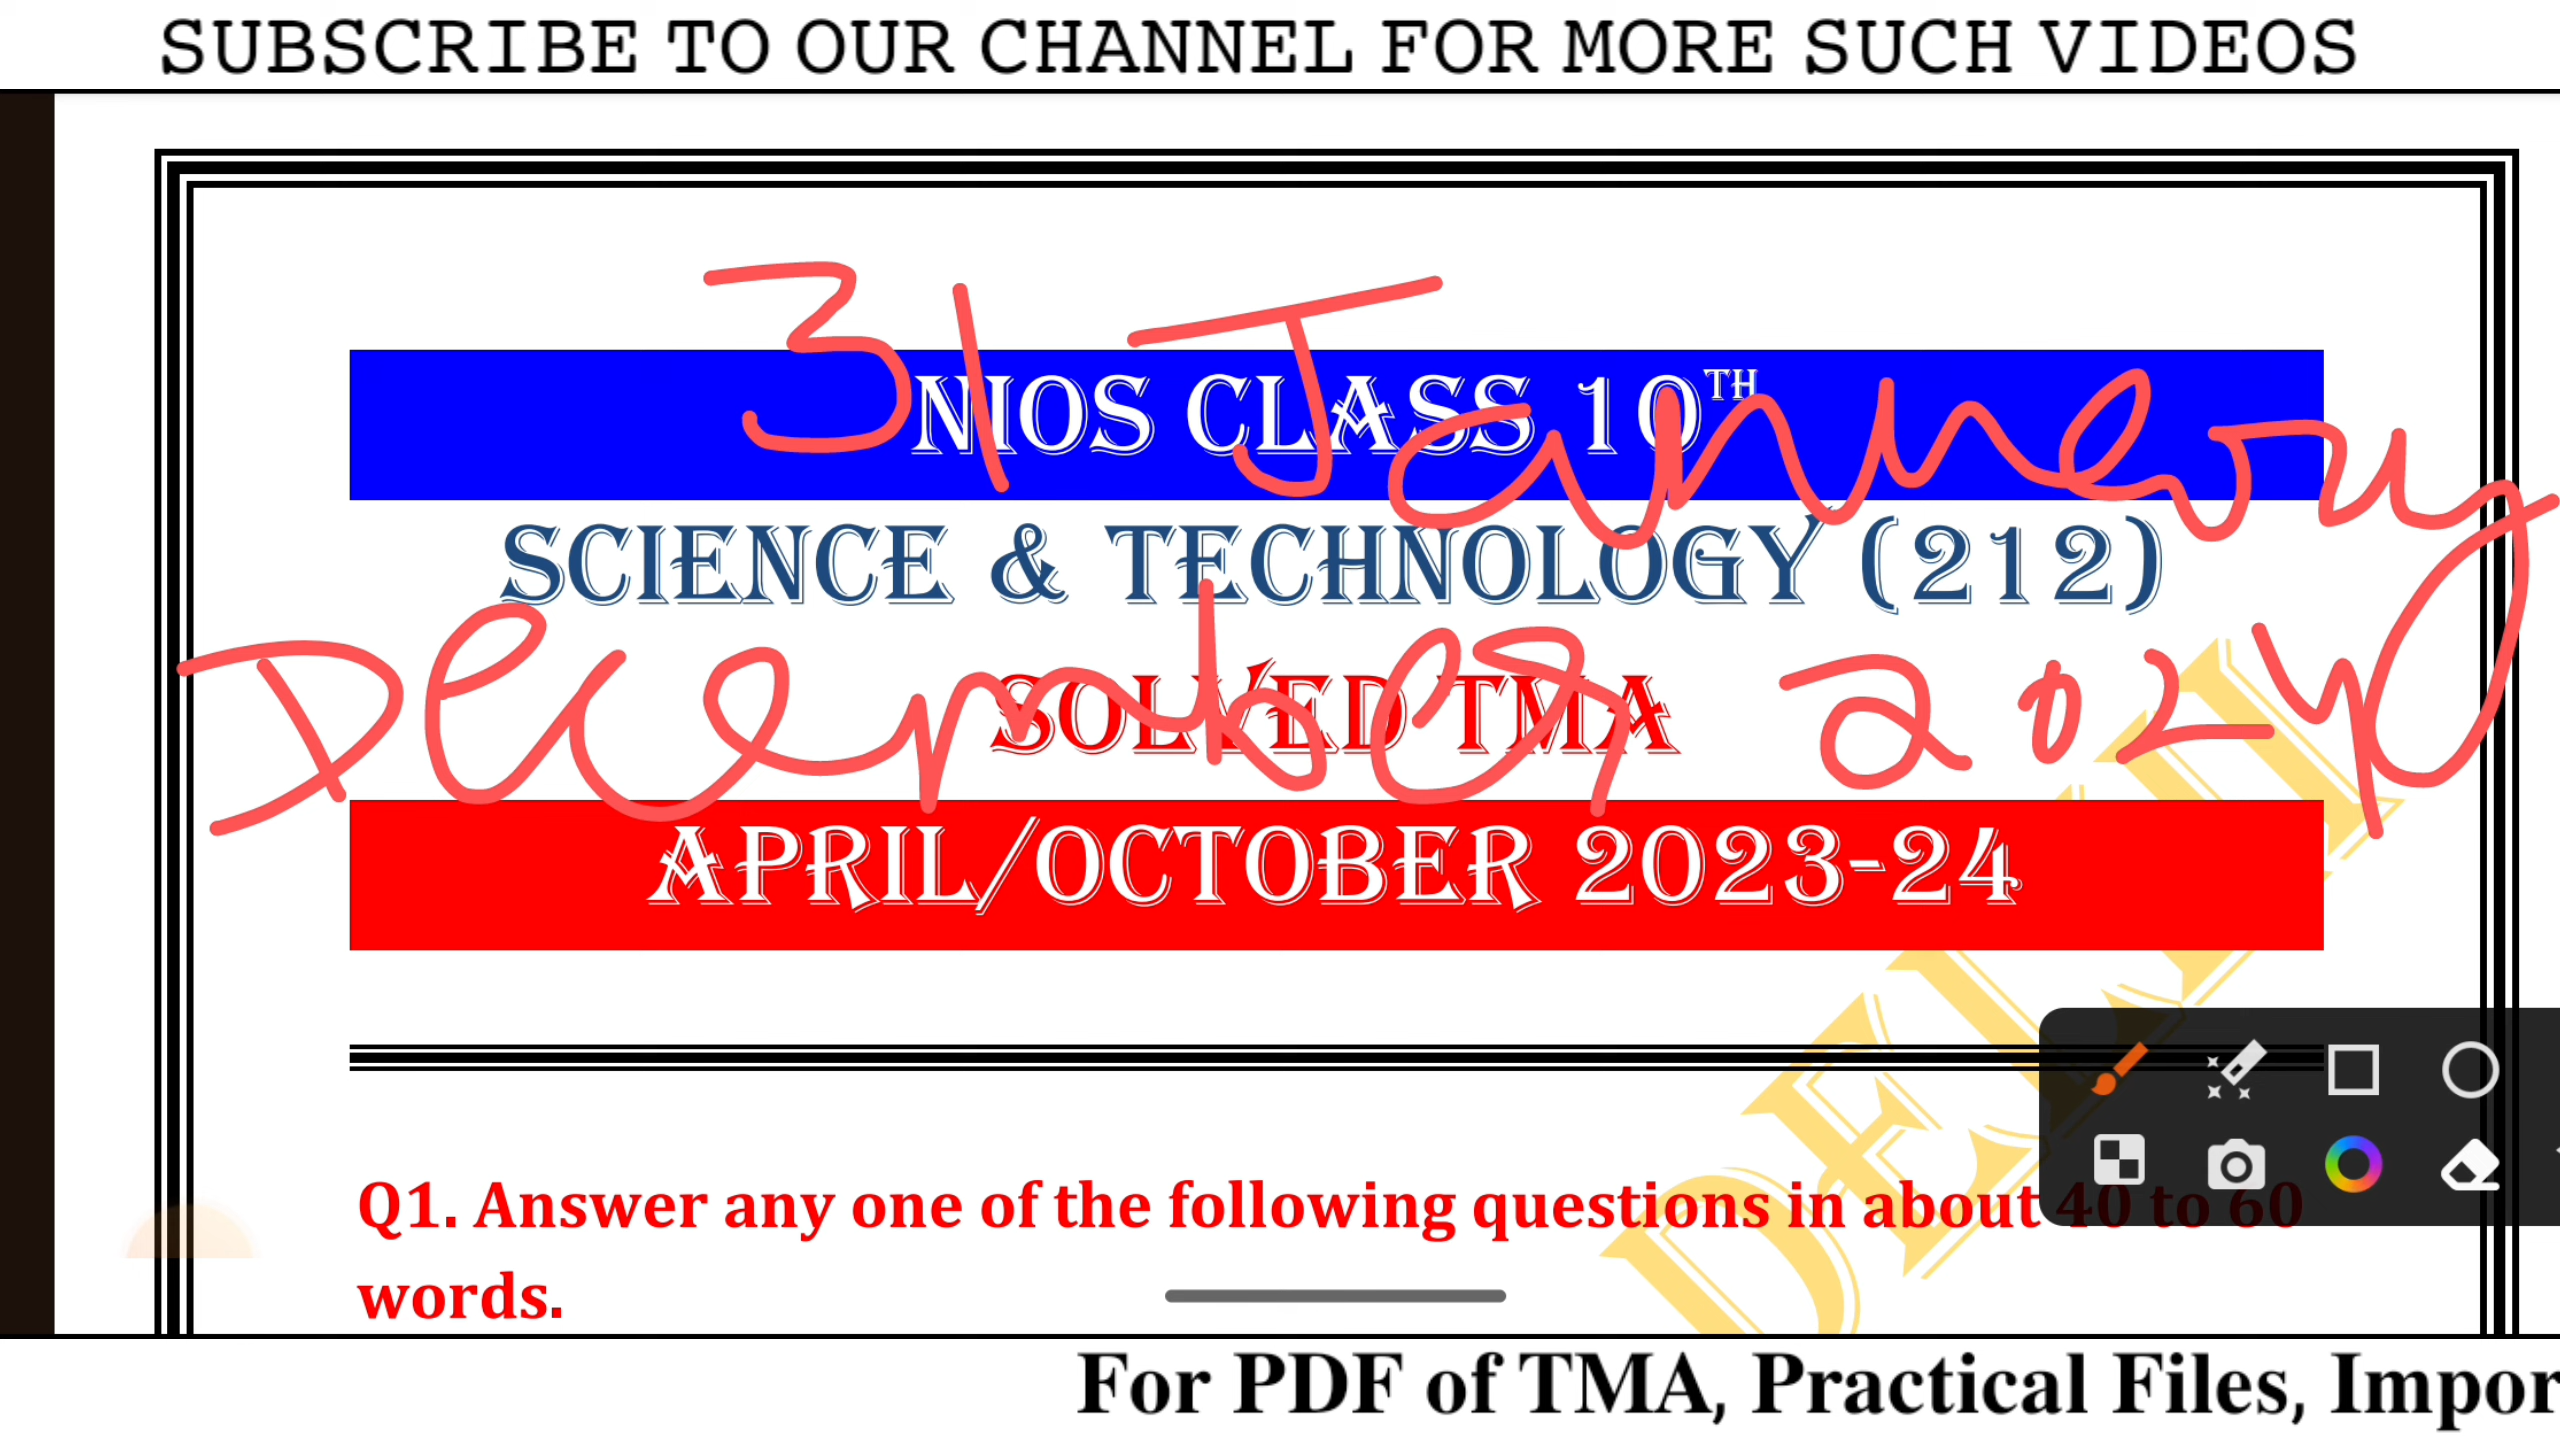 SUBSCRIBE TO OUR CHANNEL FOR MORE SUCH VIDEOS
31 January
NIOS CLASS 10TH
SCIENCE & TECHNOLOGY (212)
December 2024
SOLVED TMA
APRIL/OCTOBER 2023-24
DELHI
Q1. Answer any one of the following questions in about 40 to 60
words.
For PDF of TMA, Practical Files, Impor